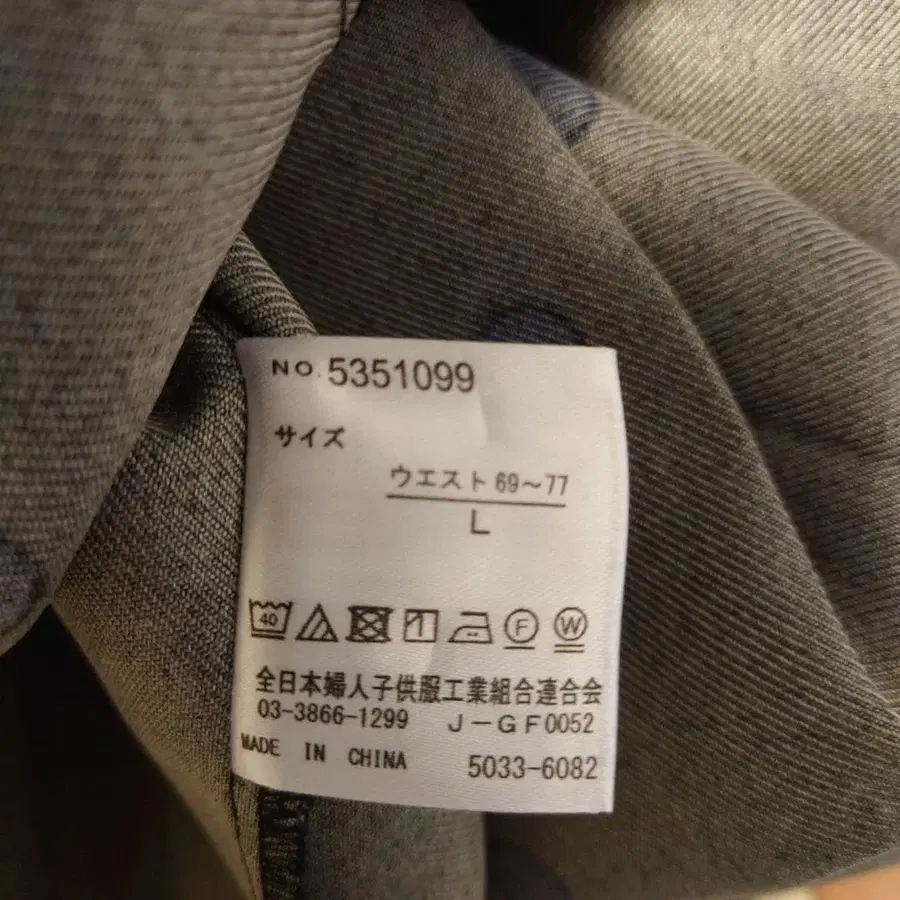 NO. 5351099
サイズ
ウエスト69～77
L
40 F W
全日本婦人子供服工業組合連合会
03-3866-1299 J-GF0052
MADE IN CHINA 5033-6082